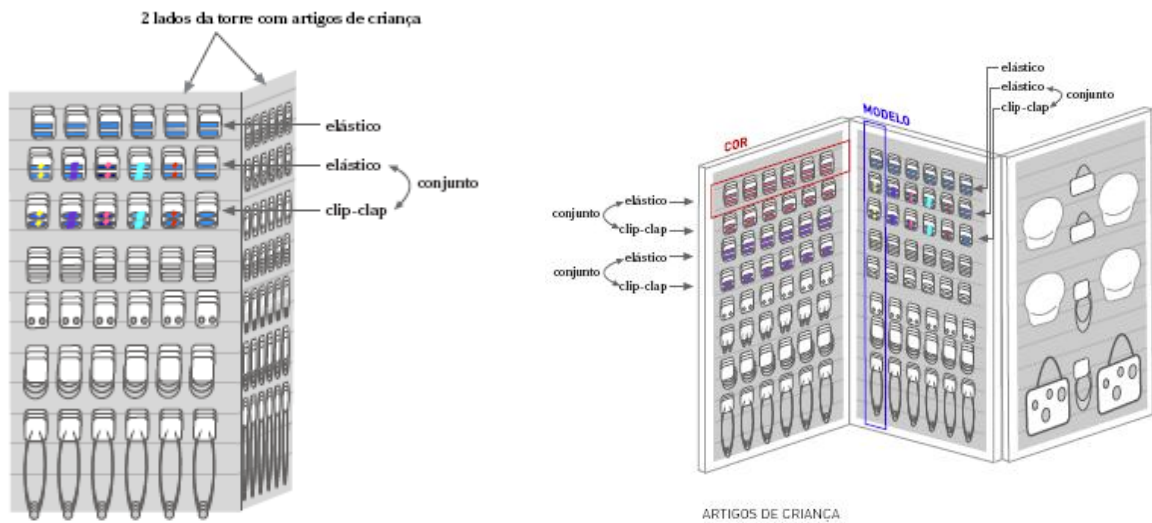 2 lados da torre com artigos de criança
elástico
elástico
conjunto
clip-clap
elástico
elástico
conjunto
clip-clap
MODELO
COR
elástico
conjunto
clip-clap
elástico
conjunto
clip-clap
ARTIGOS DE CRIANÇA